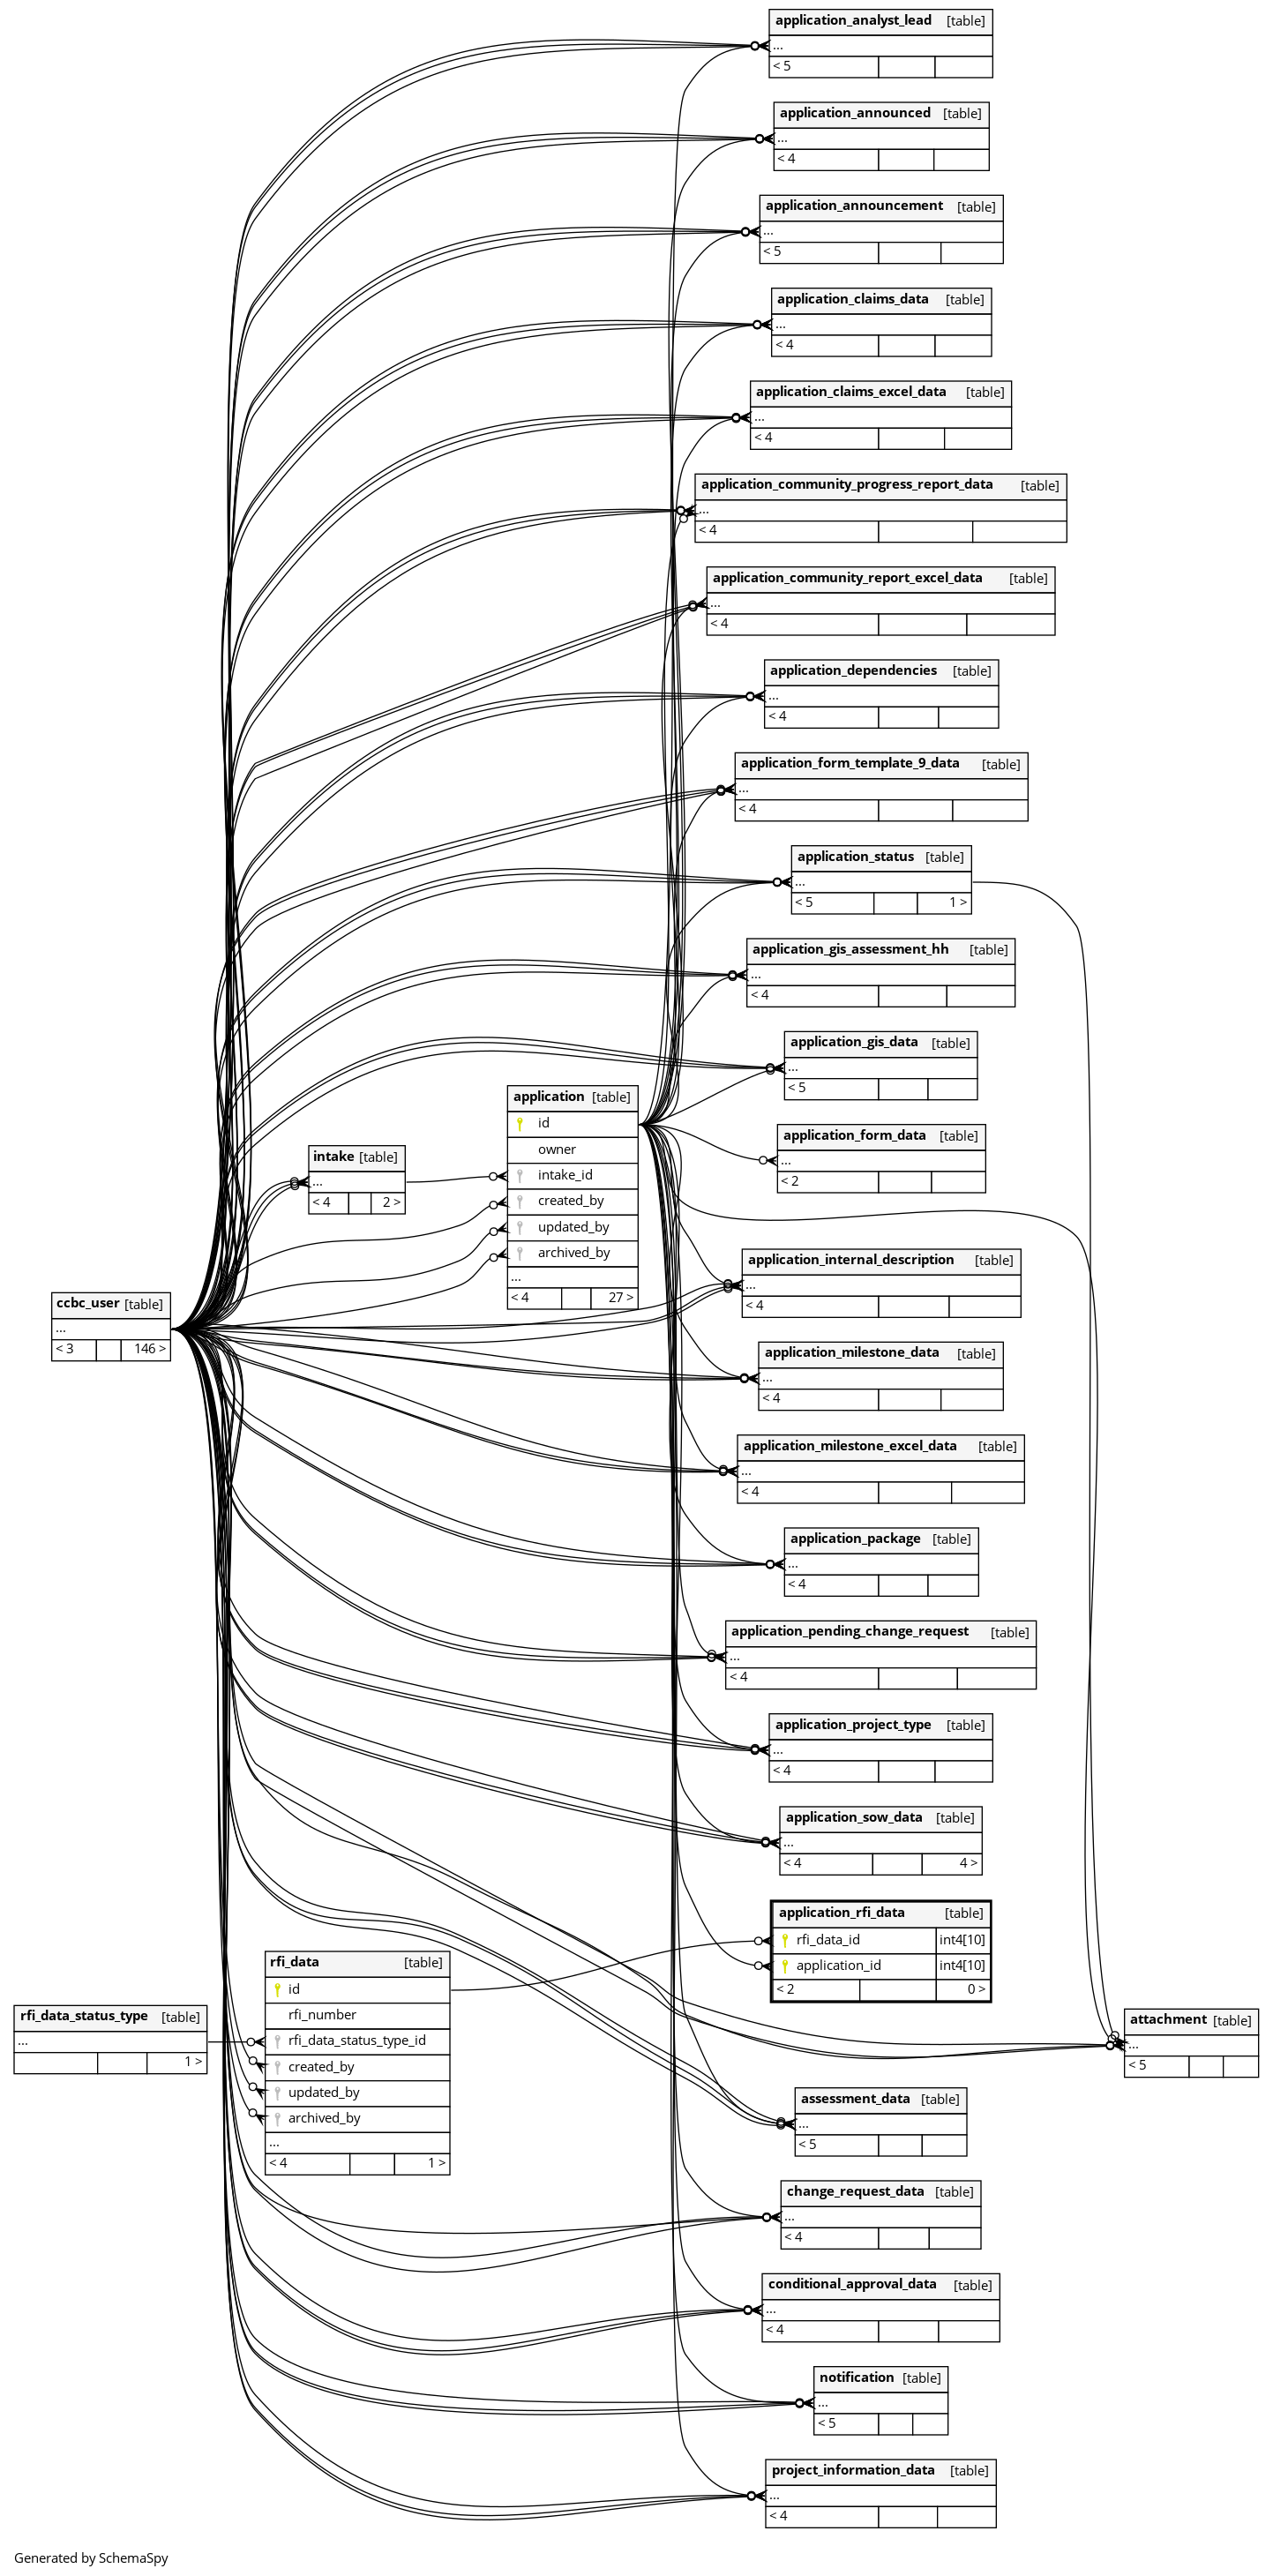 application_analyst_lead [table]
...
< 5
application_announced [table]
...
< 4
application_announcement [table]
...
< 5
application_claims_data [table]
...
< 4
application_claims_excel_data [table]
...
< 4
application_community_progress_report_data [table]
...
< 4
application_community_report_excel_data [table]
...
< 4
application_dependencies [table]
...
< 4
application_form_template_9_data [table]
...
< 4
application_status [table]
...
< 5 1 >
application_gis_assessment_hh [table]
...
< 4
application_gis_data [table]
...
< 5
application [table]
id
owner
intake_id
created_by
updated_by
archived_by
...
< 4 27 >
application_form_data [table]
...
< 2
intake [table]
...
< 4 2 >
application_internal_description [table]
...
< 4
ccbc_user [table]
...
< 3 146 >
application_milestone_data [table]
...
< 4
application_milestone_excel_data [table]
...
< 4
application_package [table]
...
< 4
application_pending_change_request [table]
...
< 4
application_project_type [table]
...
< 4
application_sow_data [table]
...
< 4 4 >
application_rfi_data [table]
rfi_data_id int4[10]
application_id int4[10]
< 2 0 >
rfi_data [table]
id
rfi_number
rfi_data_status_type_id
created_by
updated_by
archived_by
...
< 4 1 >
rfi_data_status_type [table]
...
1 >
attachment [table]
...
< 5
assessment_data [table]
...
< 5
change_request_data [table]
...
< 4
conditional_approval_data [table]
...
< 4
notification [table]
...
< 5
project_information_data [table]
...
< 4
Generated by SchemaSpy